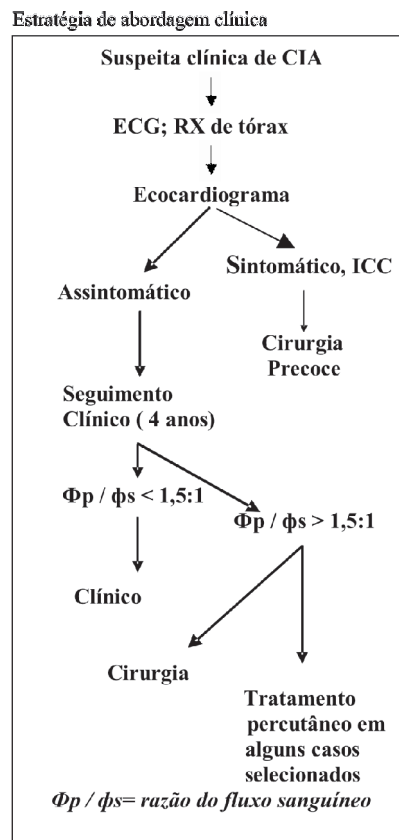 Estratégia de abordagem clínica
Suspeita clínica de CIA
ECG; RX de tórax
Ecocardiograma
Sintomático, ICC
Assintomático
Cirurgia
Precoce
Seguimento
Clínico ( 4 anos)
Φp / ϕs < 1,5:1
Φp / ϕs > 1,5:1
Clínico
Cirurgia
Tratamento
percutânco em
alguns casos
selecionados
Φp / ϕs= razão do fluxo sanguíneo